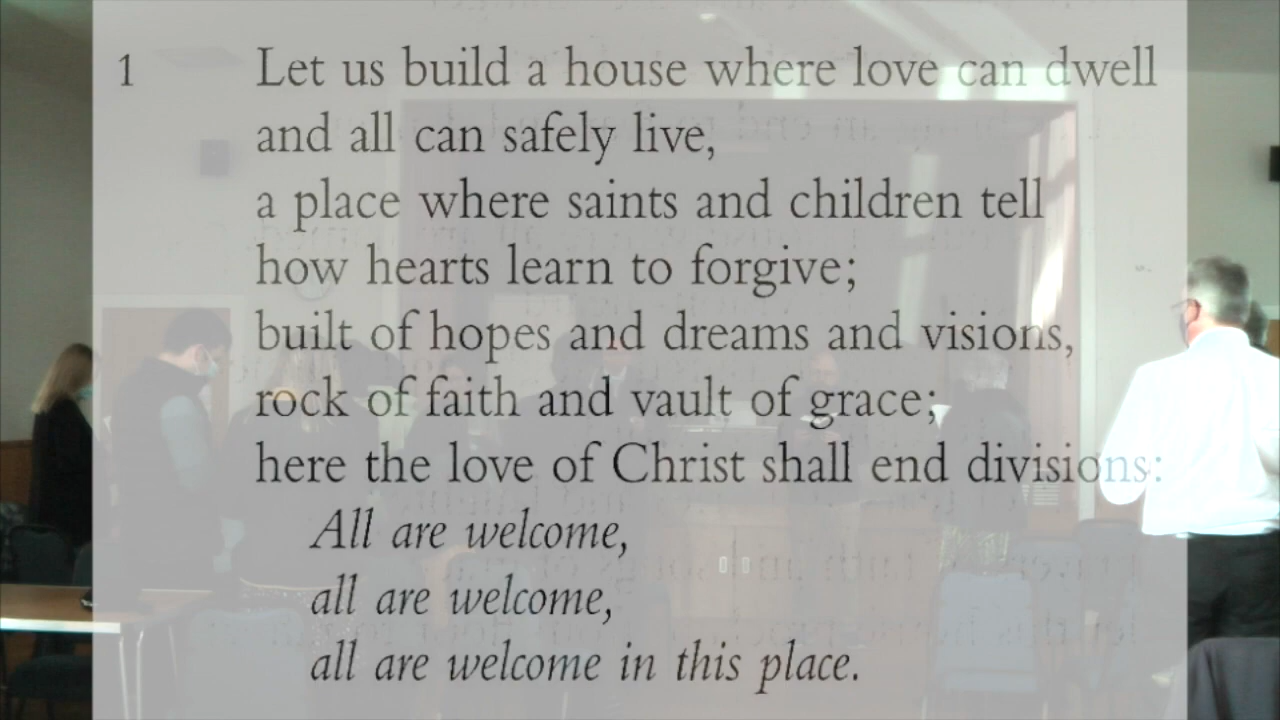 1 Let us build a house where love can dwell
and all can safely live,
a place where saints and children tell
how hearts learn to forgive;
built of hopes and dreams and visions,
rock of faith and vault of grace;
here the love of Christ shall end divisions:
All are welcome,
all are welcome,
all are welcome in this place.